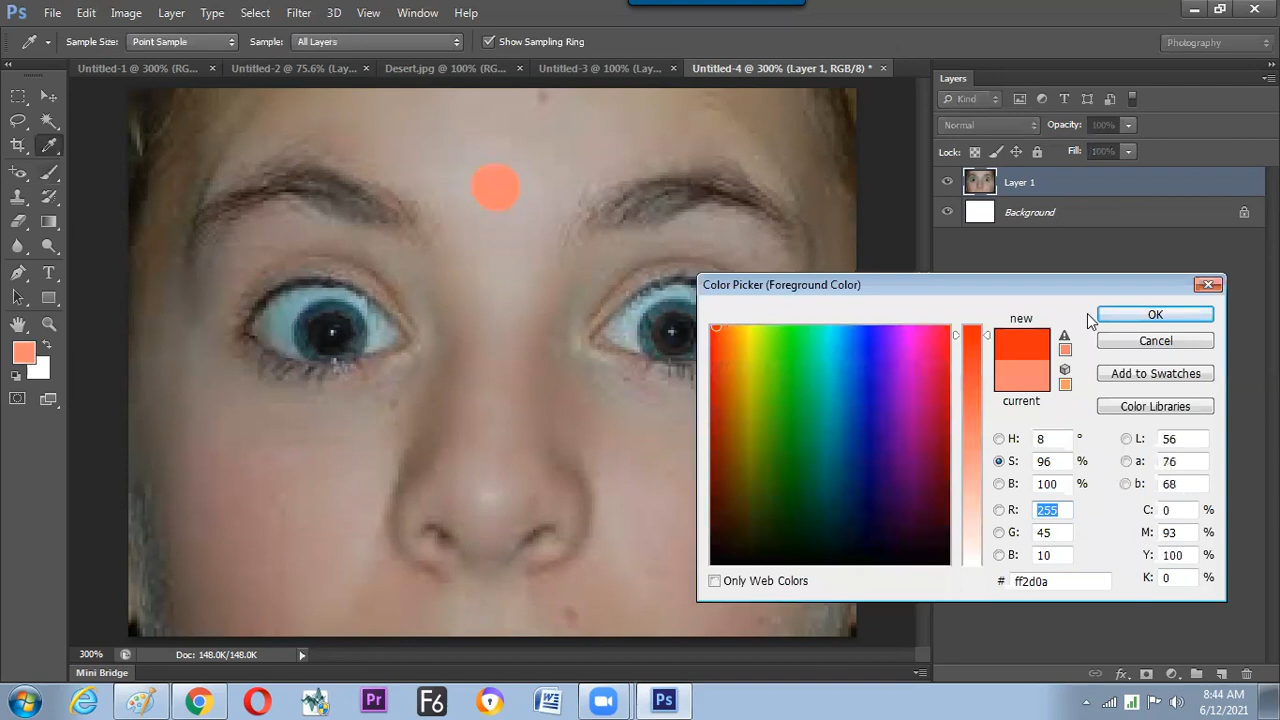 Ps File Edit Image Layer Type Select Filter 3D View Window Help
Sample Size: Point Sample Sample: All Layers Show Sampling Ring Photography
Untitled-1 @ 300% (RG... × Untitled-2 @ 75.6% (Lay... × Desert.jpg @ 100% (RG... × Untitled-3 @ 100% (Lay... × Untitled-4 @ 300% (Layer 1, RGB/8) * ×
Layers
Kind
Normal Opacity: 100%
Lock: Fill: 100%
Layer 1
Background
Color Picker (Foreground Color)
new
current
OK
Cancel
Add to Swatches
Color Libraries
H: 8 °
S: 96 %
B: 100 %
R: 255
G: 45
B: 10
L: 56
a: 76
b: 68
C: 0 %
M: 93 %
Y: 100 %
K: 0 %
# ff2d0a
Only Web Colors
300% Doc: 148.0K/148.0K
Mini Bridge
Pr F6 W Ps
8:44 AM
6/12/2021